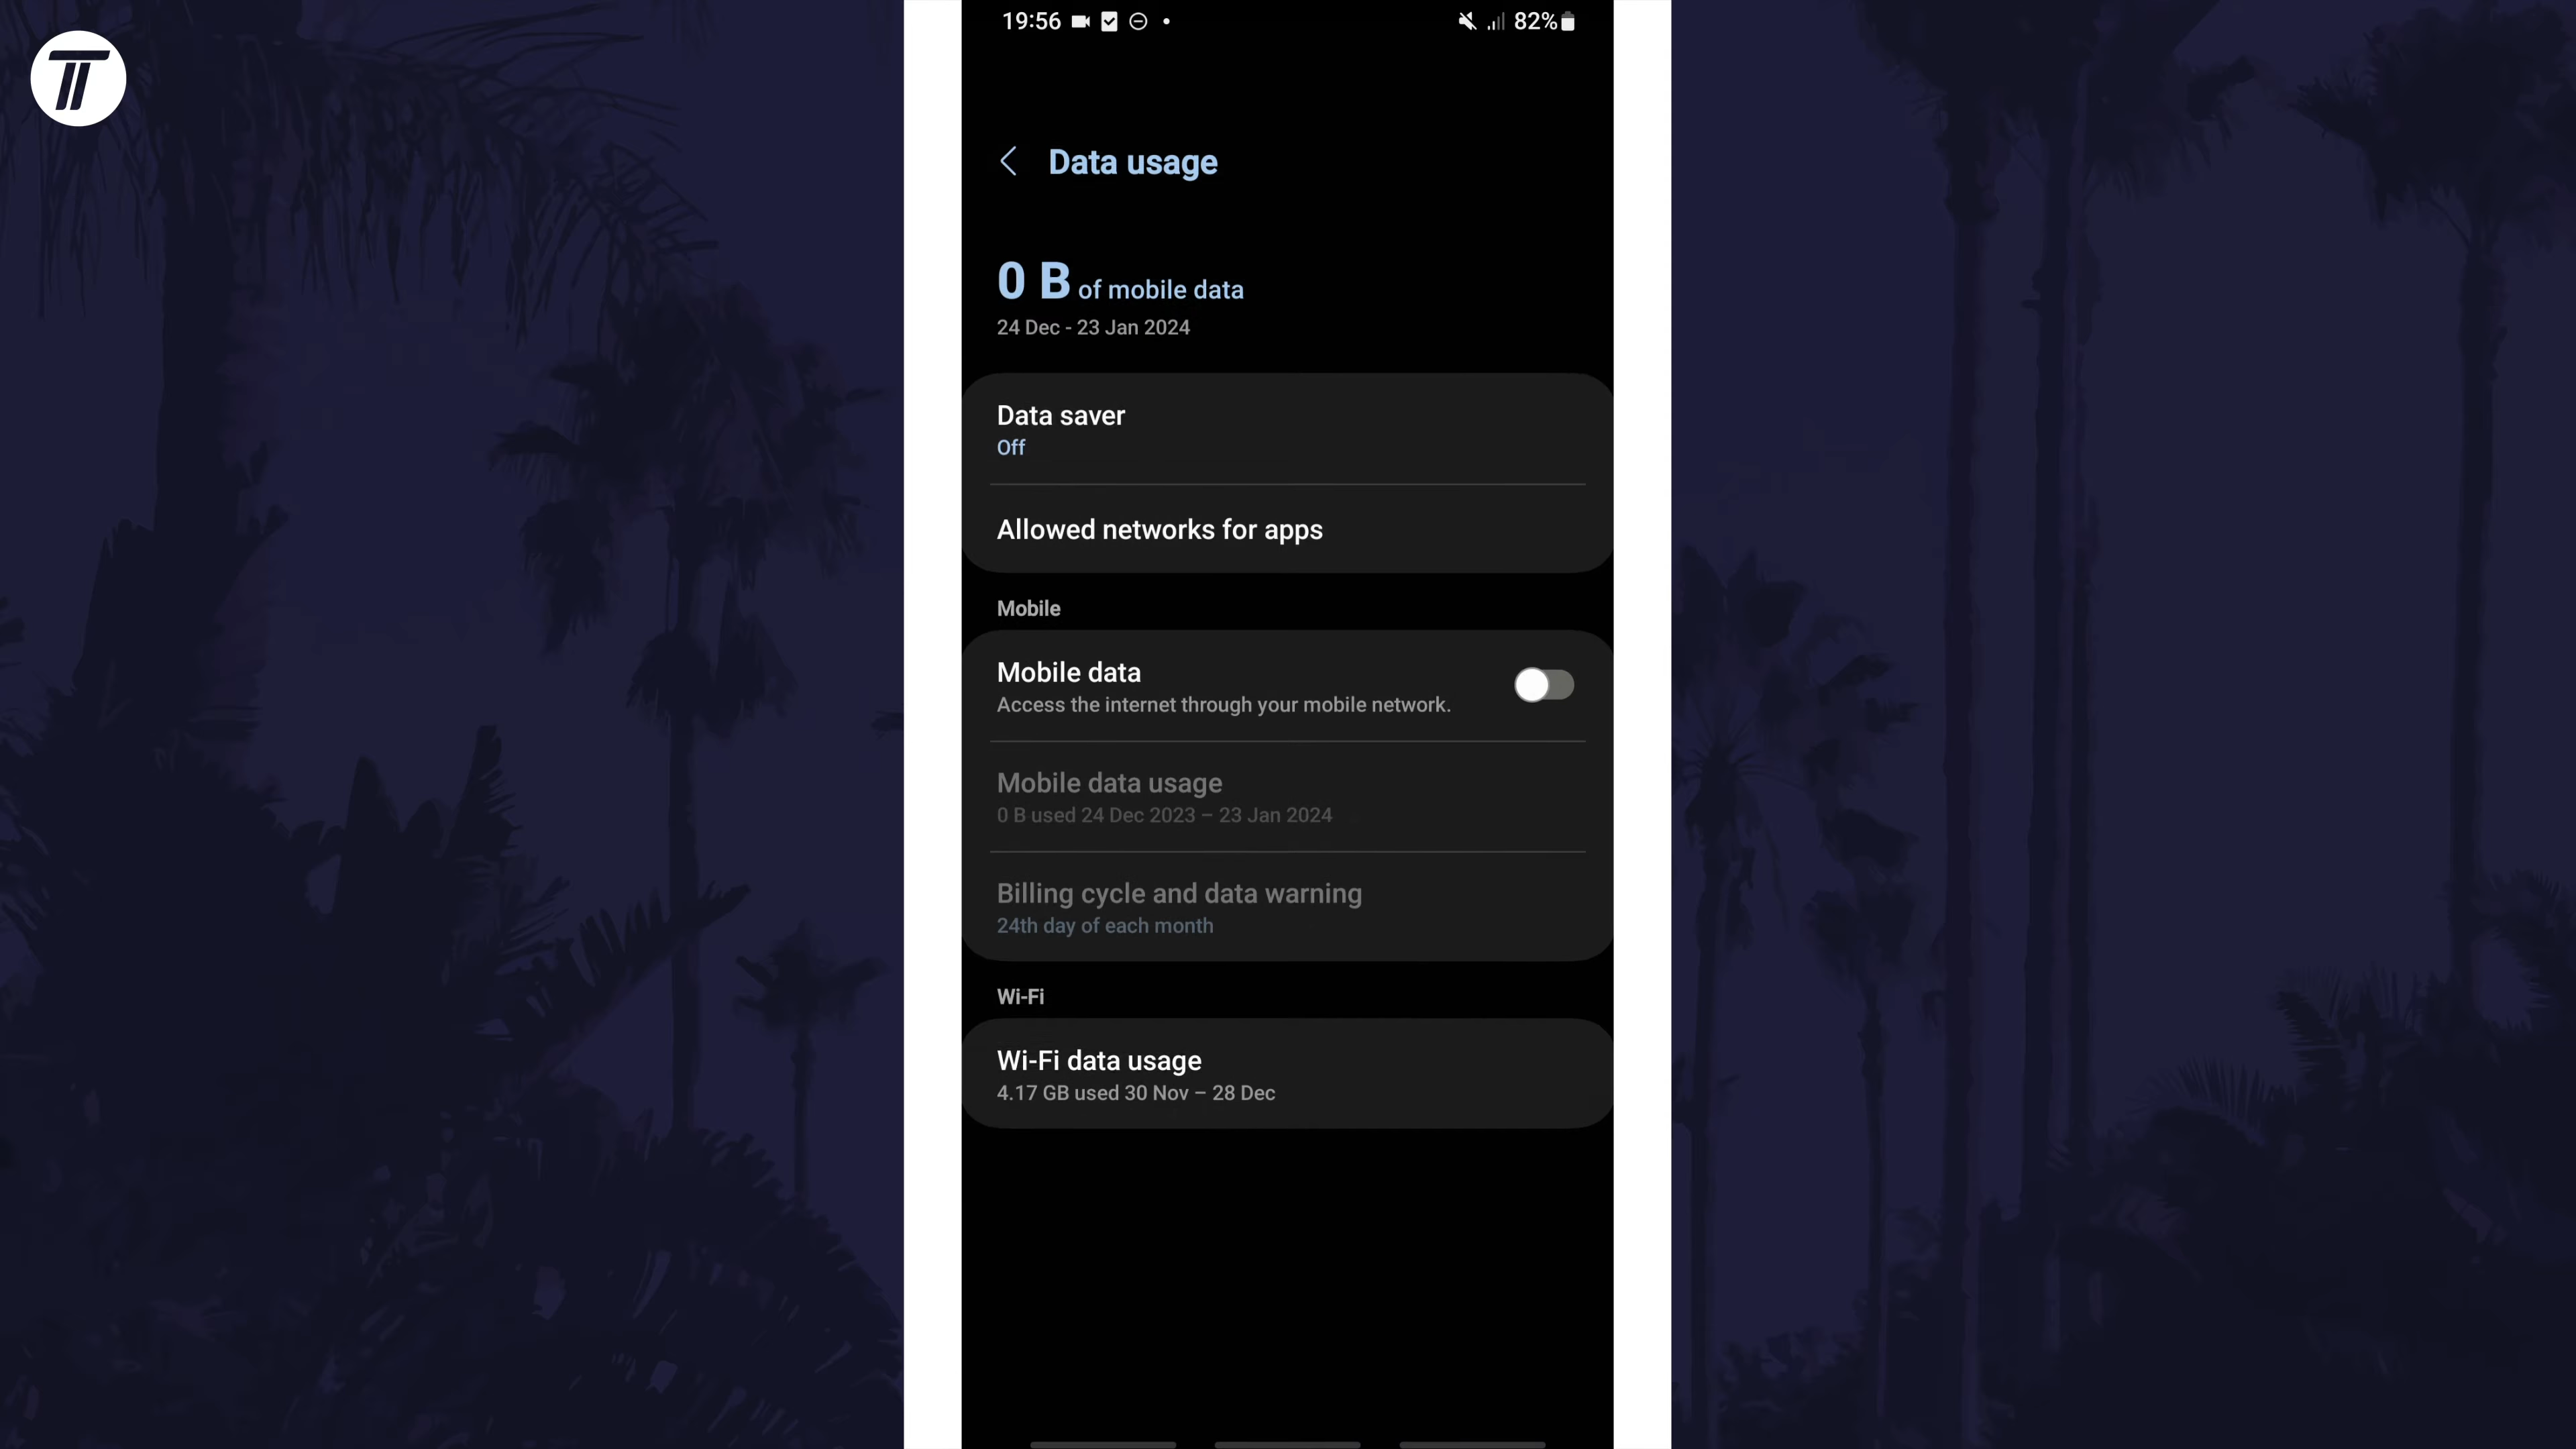 19:56
82%
Data usage
0 B of mobile data
24 Dec - 23 Jan 2024
Data saver
Off
Allowed networks for apps
Mobile
Mobile data
Access the internet through your mobile network.
Mobile data usage
0 B used 24 Dec 2023 – 23 Jan 2024
Billing cycle and data warning
24th day of each month
Wi-Fi
Wi-Fi data usage
4.17 GB used 30 Nov – 28 Dec